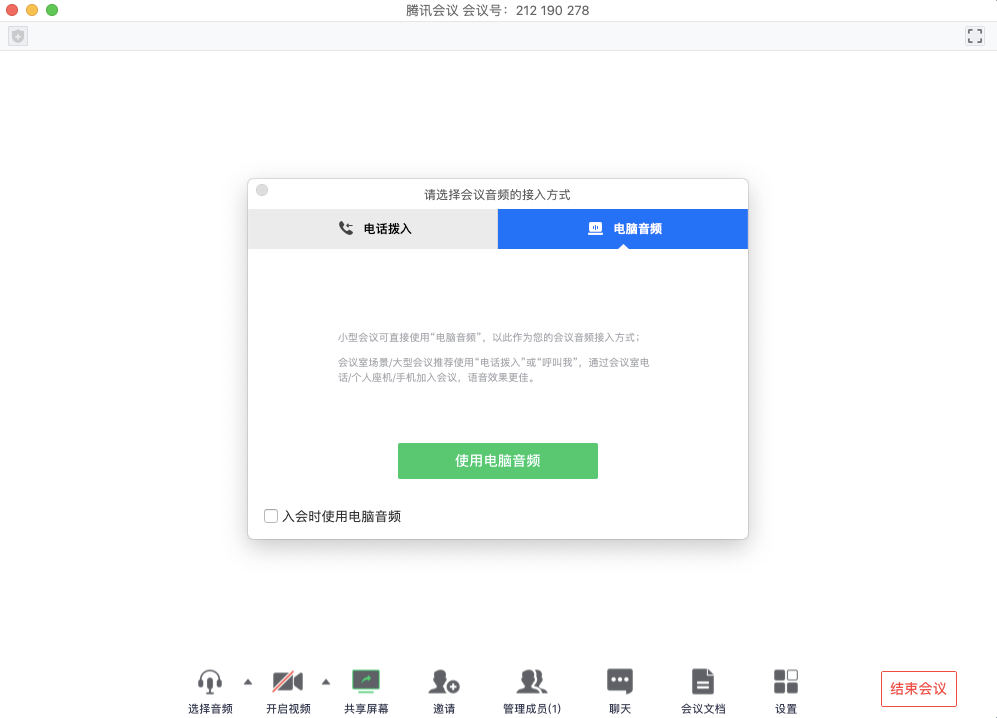 腾讯会议 会议号：212 190 278
请选择会议音频的接入方式
电话拨入
电脑音频
小型会议可直接使用“电脑音频”，以此作为您的会议音频接入方式；
会议室场景/大型会议推荐使用“电话拨入”或“呼叫我”，通过会议室电
话/个人座机/手机加入会议，语音效果更佳。
使用电脑音频
入会时使用电脑音频
选择音频
开启视频
共享屏幕
邀请
管理成员(1)
聊天
会议文档
设置
结束会议